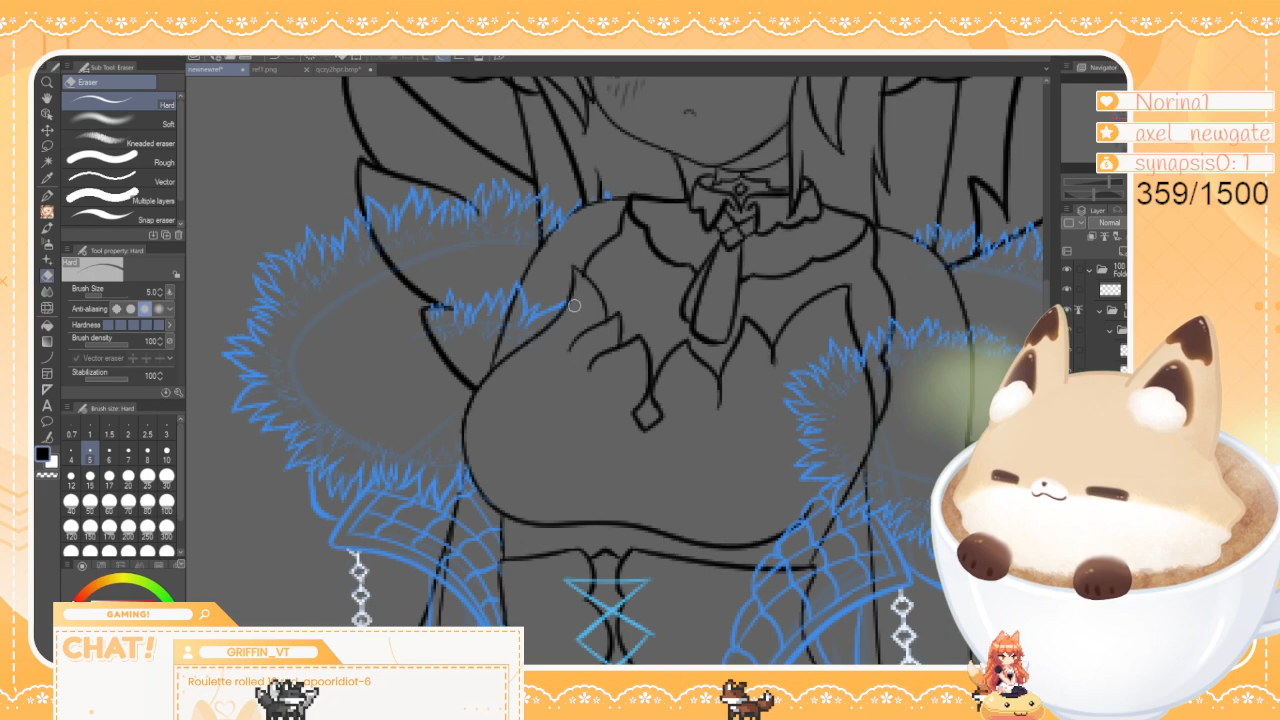 Sub Tool: Eraser
Eraser
Hard
Soft
Kneaded eraser
Rough
Vector
Multiple layers
Snap eraser
Tool property: Hard
Hard
Brush Size 5.0
Anti-aliasing
Hardness
Brush density 100
Vector eraser
Stabilization 100
Brush size: Hard
0.7 1 1.5 2 2.5 3
4 5 6 7 8 10
12 15 17 20 25 30
40 50 60 70 80 100
120 150 170 200 250 300
newnewref*
ref1.png
qczy2hpr.bmp*
Navigator
Norina1
axel_newgate
synapsis0: 1
359/1500
Layer
Normal
100
GAMING!
CHAT!
GRIFFIN_VT
Roulette rolled